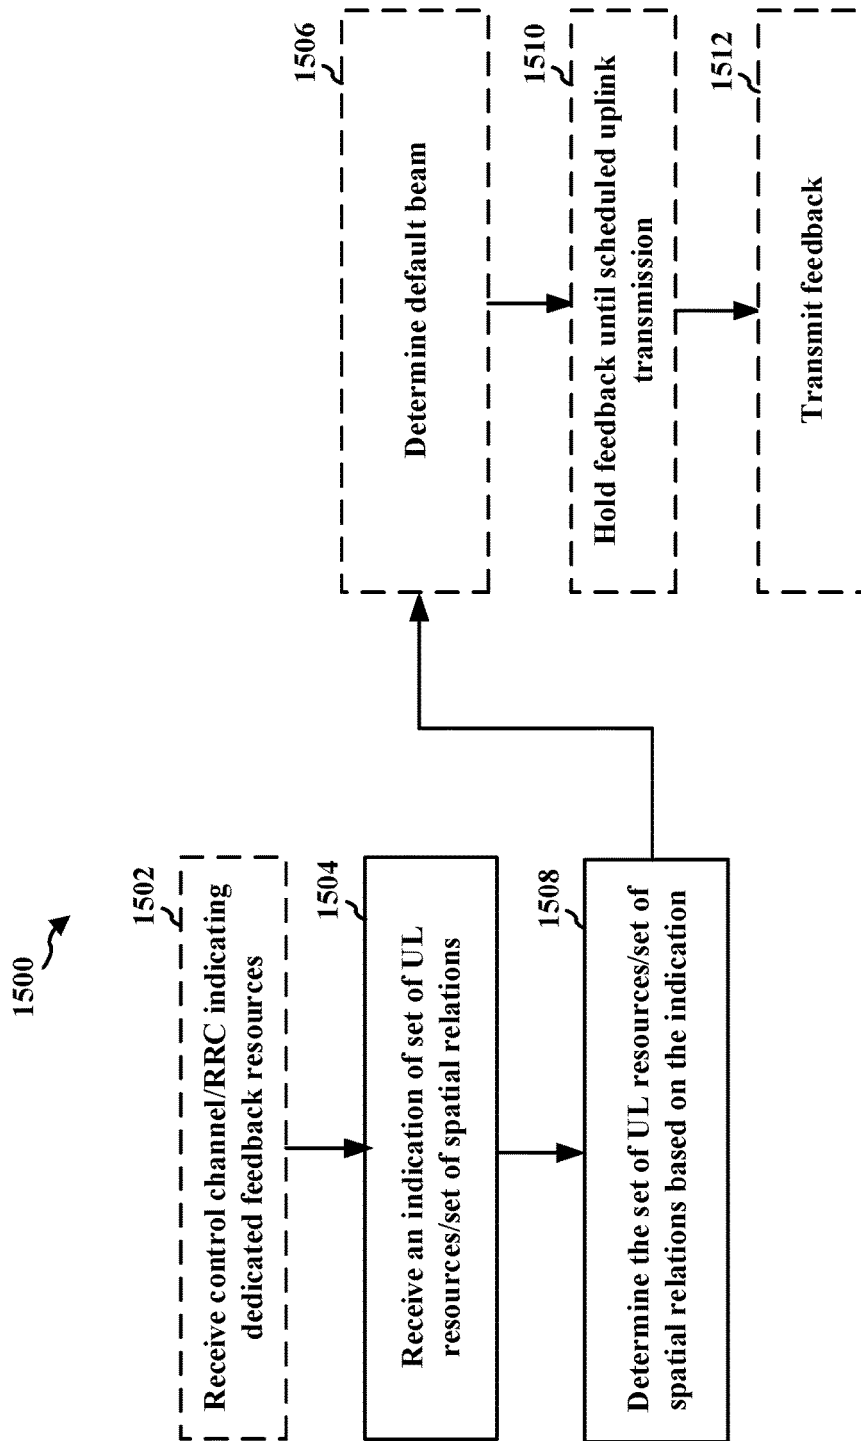 1500
1502
Receive control channel/RRC indicating
dedicated feedback resources
1504
Receive an indication of set of UL
resources/set of spatial relations
1508
Determine the set of UL resources/set of
spatial relations based on the indication
1506
Determine default beam
1510
Hold feedback until scheduled uplink
transmission
1512
Transmit feedback